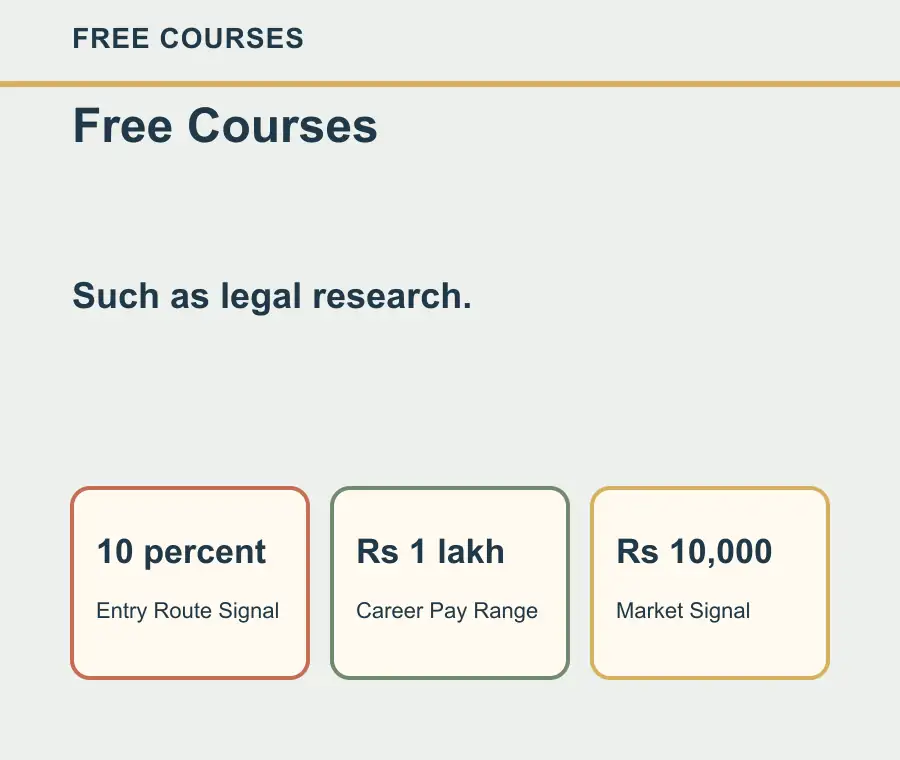 FREE COURSES
Free Courses
Such as legal research.
10 percent
Entry Route Signal
Rs 1 lakh
Career Pay Range
Rs 10,000
Market Signal